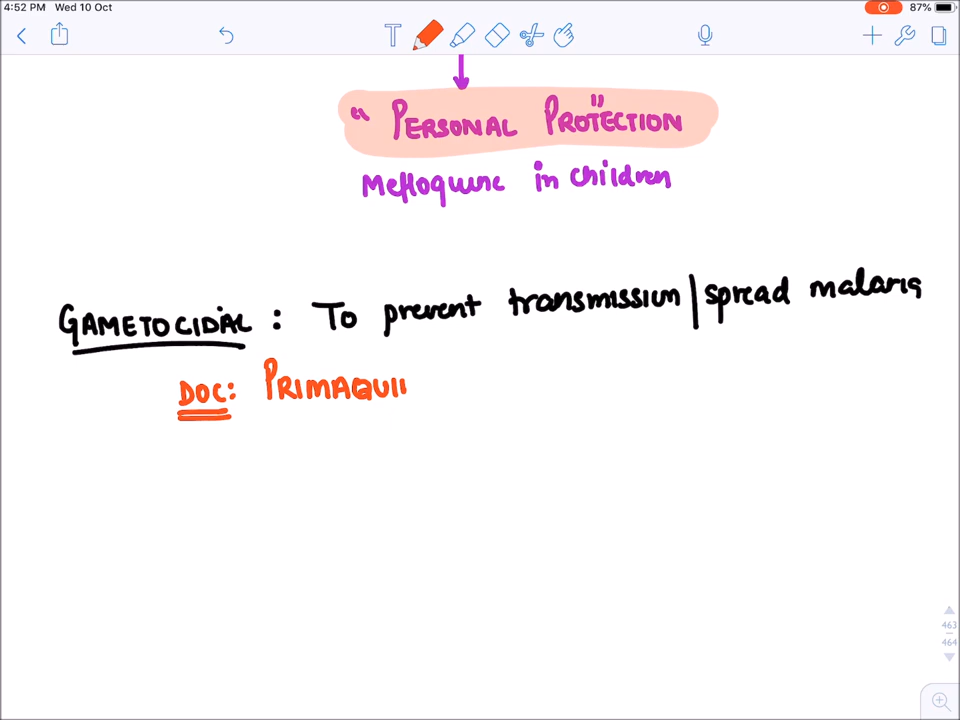 4:52 PM Wed 10 Oct 87%
T
" PERSONAL PROTECTION "
Mefloquine in children
GAMETOCIDAL : To prevent transmission | spread malaria
DOC: PRIMAQUI
463
464